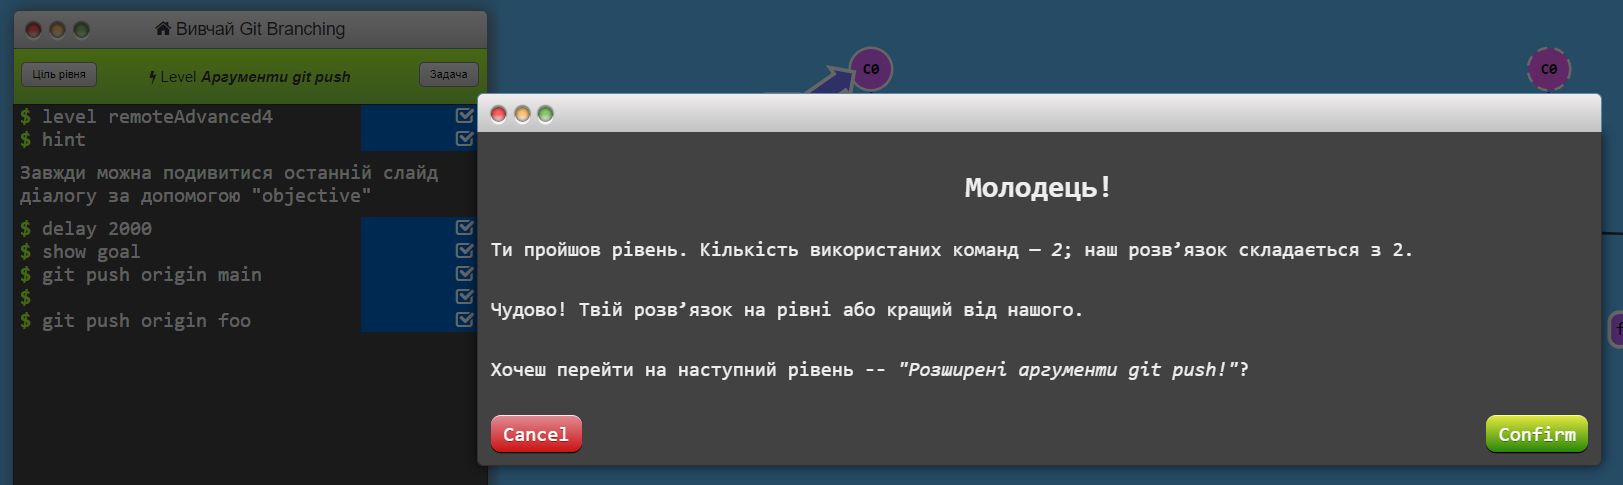 Вивчай Git Branching
Ціль рівня
Level Аргументи git push
Задача
$ level remoteAdvanced4
$ hint
Завжди можна подивитися останній слайд
діалогу за допомогою "objective"
$ delay 2000
$ show goal
$ git push origin main
$
$ git push origin foo
C0
C0
Молодець!
Ти пройшов рівень. Кількість використаних команд – 2; наш розв’язок складається з 2.
Чудово! Твій розв’язок на рівні або кращий від нашого.
Хочеш перейти на наступний рівень -- "Розширені аргументи git push!"?
Cancel
Confirm